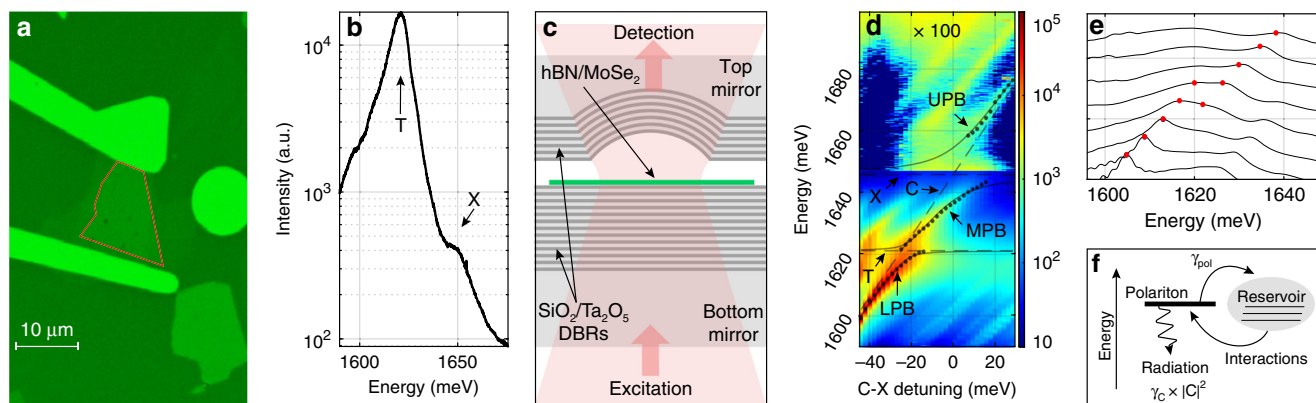 a
10 μm
b
Intensity (a.u.)
10⁴
10³
10²
T
X
1600
1650
Energy (meV)
c
Detection
hBN/MoSe₂
Top
mirror
SiO₂/Ta₂O₅
DBRs
Bottom
mirror
Excitation
d
× 100
Energy (meV)
1680
1660
1640
1620
1600
UPB
X
C
MPB
T
LPB
–40
–20
0
20
C-X detuning (meV)
10⁵
10⁴
10³
10²
10
e
1600
1620
1640
Energy (meV)
f
Energy
Polariton
γpol
Reservoir
Radiation
Interactions
γC × |C|²